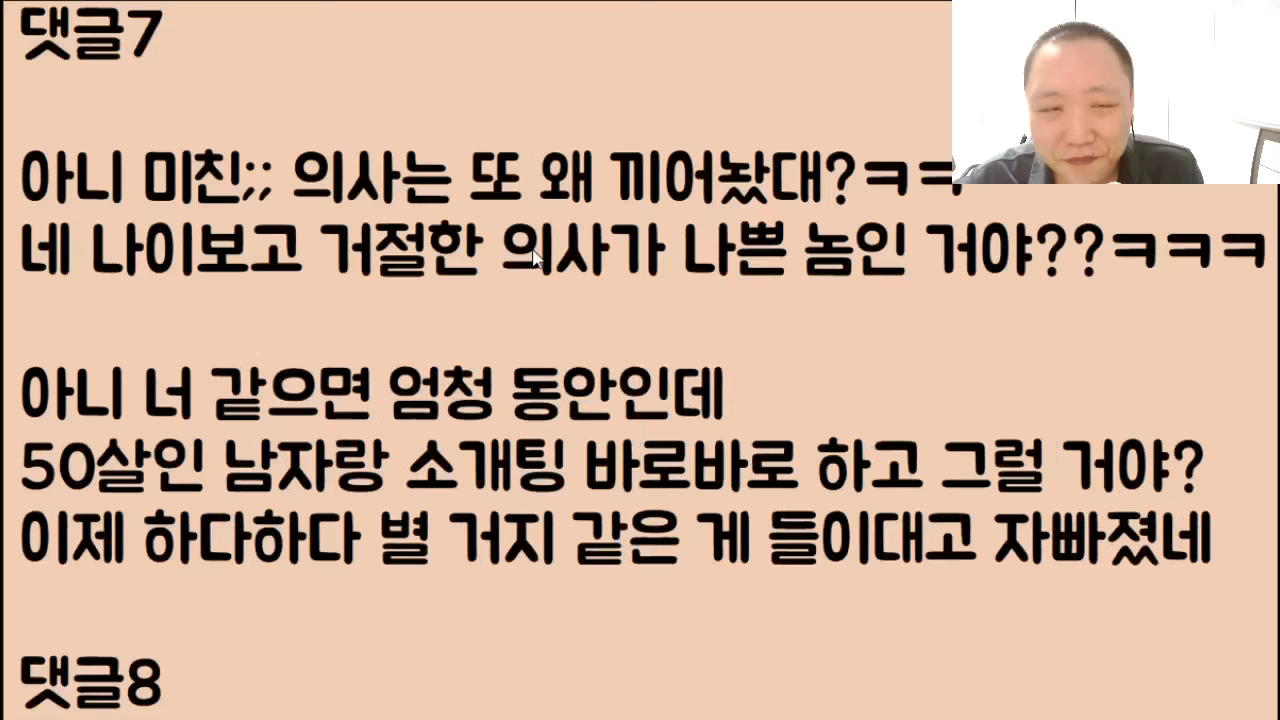 댓글7
아니 미친;; 의사는 또 왜 끼어놨대?ㅋㅋ
네 나이보고 거절한 의사가 나쁜 놈인 거야??ㅋㅋㅋ
아니 너 같으면 엄청 동안인데
50살인 남자랑 소개팅 바로바로 하고 그럴 거야?
이제 하다하다 별 거지 같은 게 들이대고 자빠졌네
댓글8